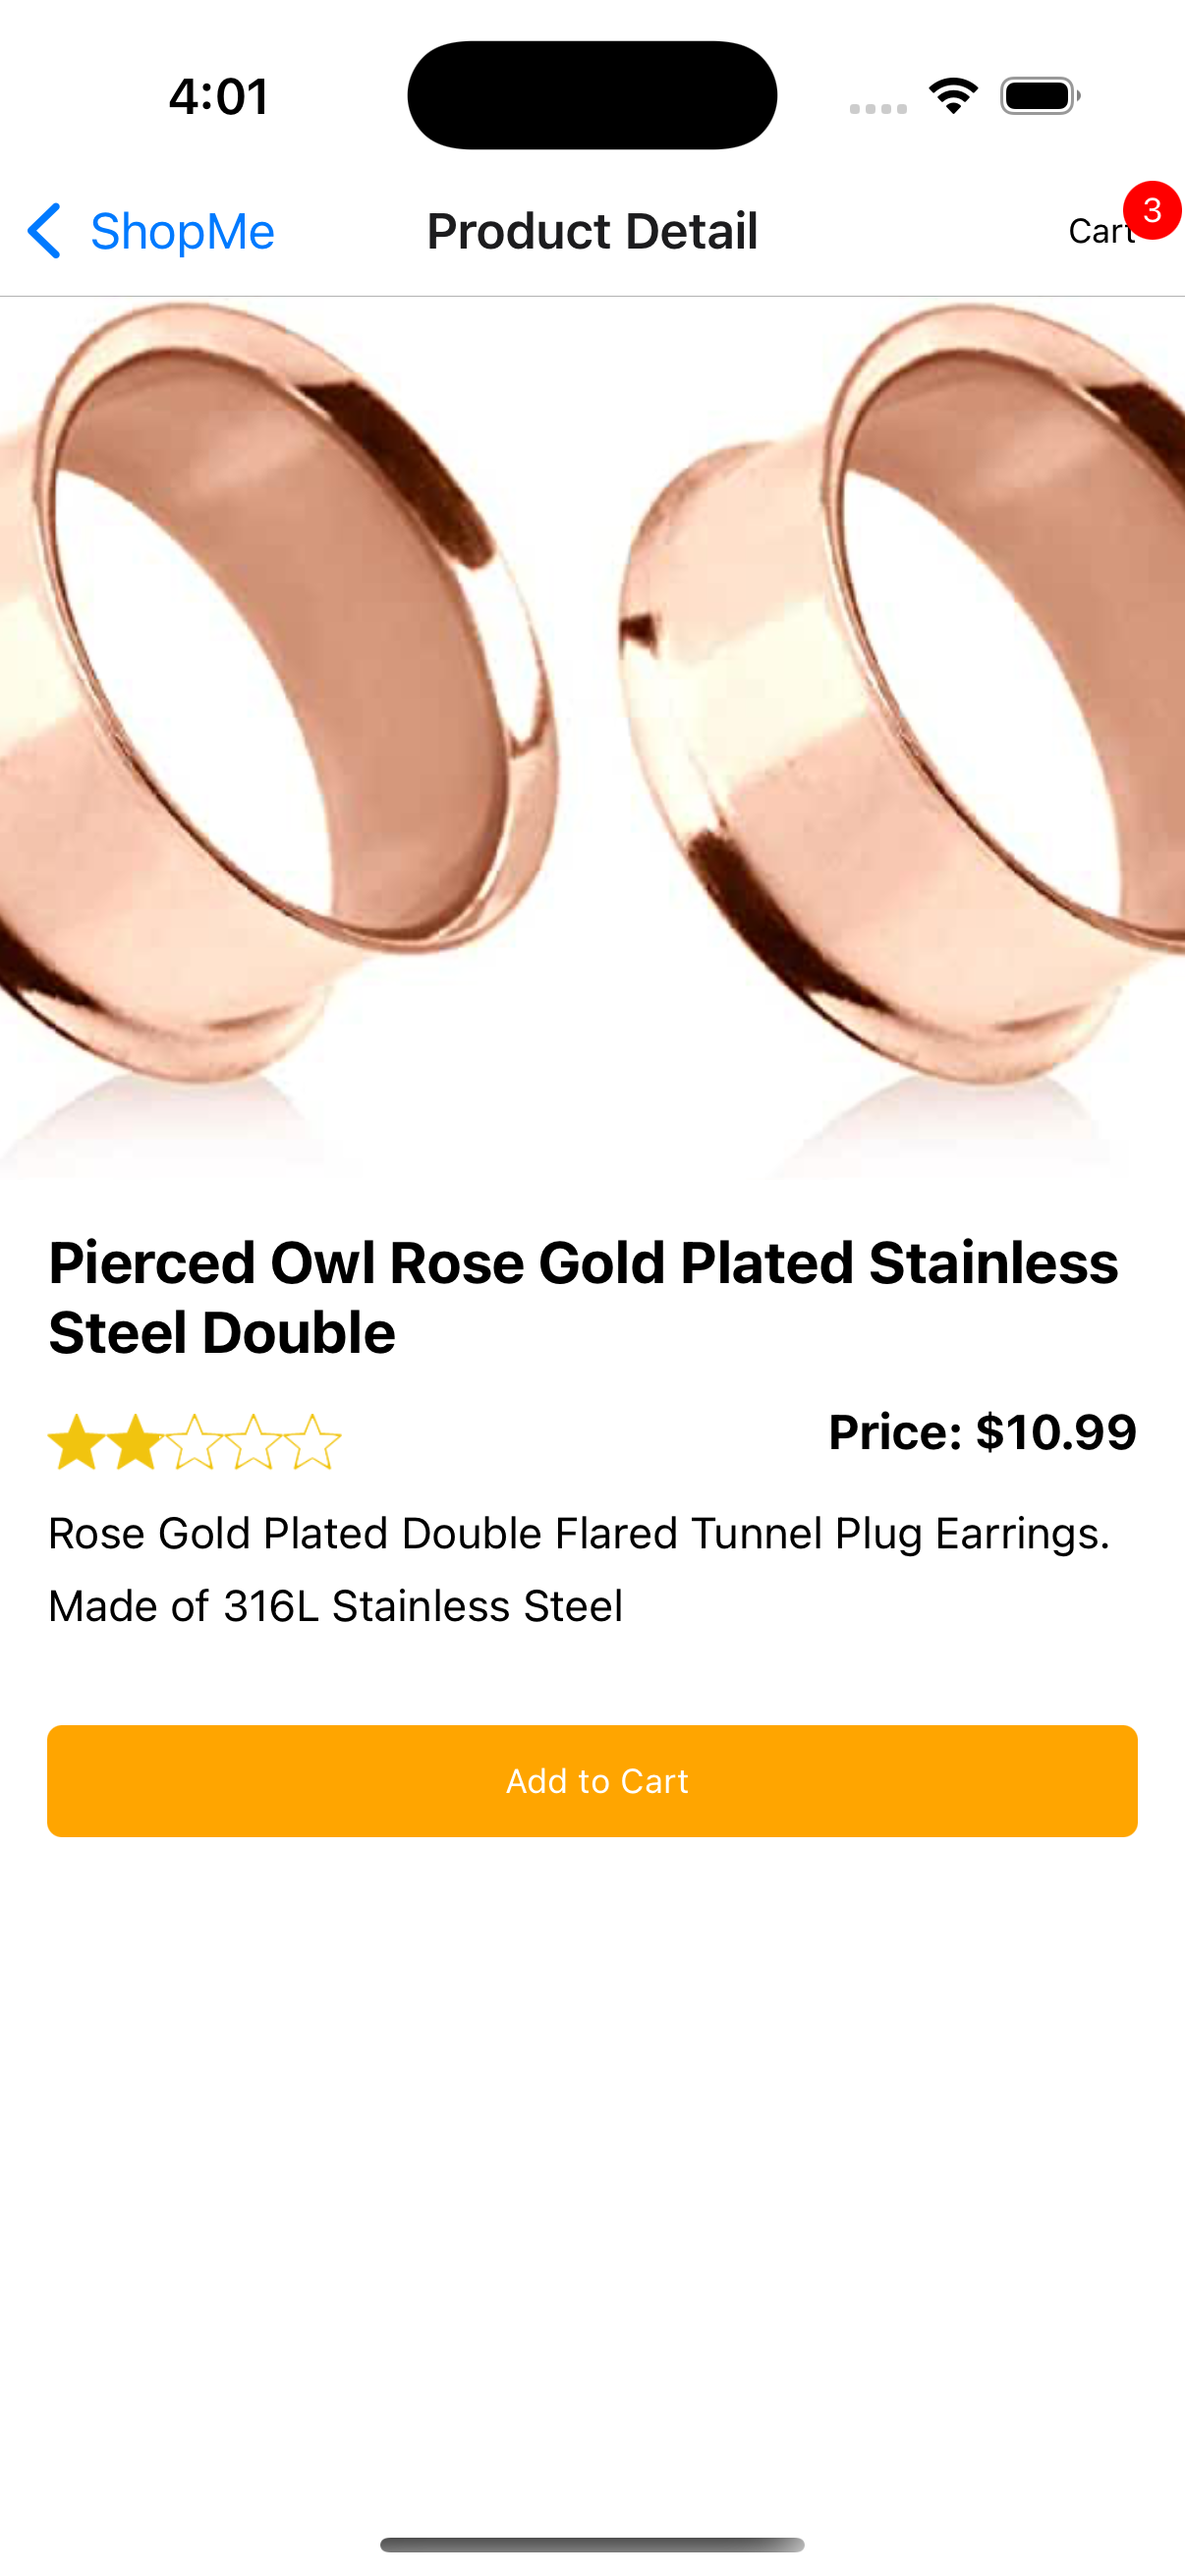 4:01
ShopMe
Product Detail
Cart
3
Pierced Owl Rose Gold Plated Stainless
Steel Double
Price: $10.99
Rose Gold Plated Double Flared Tunnel Plug Earrings.
Made of 316L Stainless Steel
Add to Cart